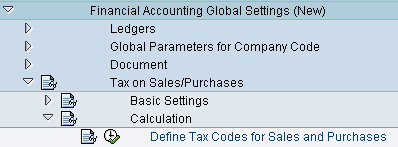 Financial Accounting Global Settings (New)
Ledgers
Global Parameters for Company Code
Document
Tax on Sales/Purchases
Basic Settings
Calculation
Define Tax Codes for Sales and Purchases